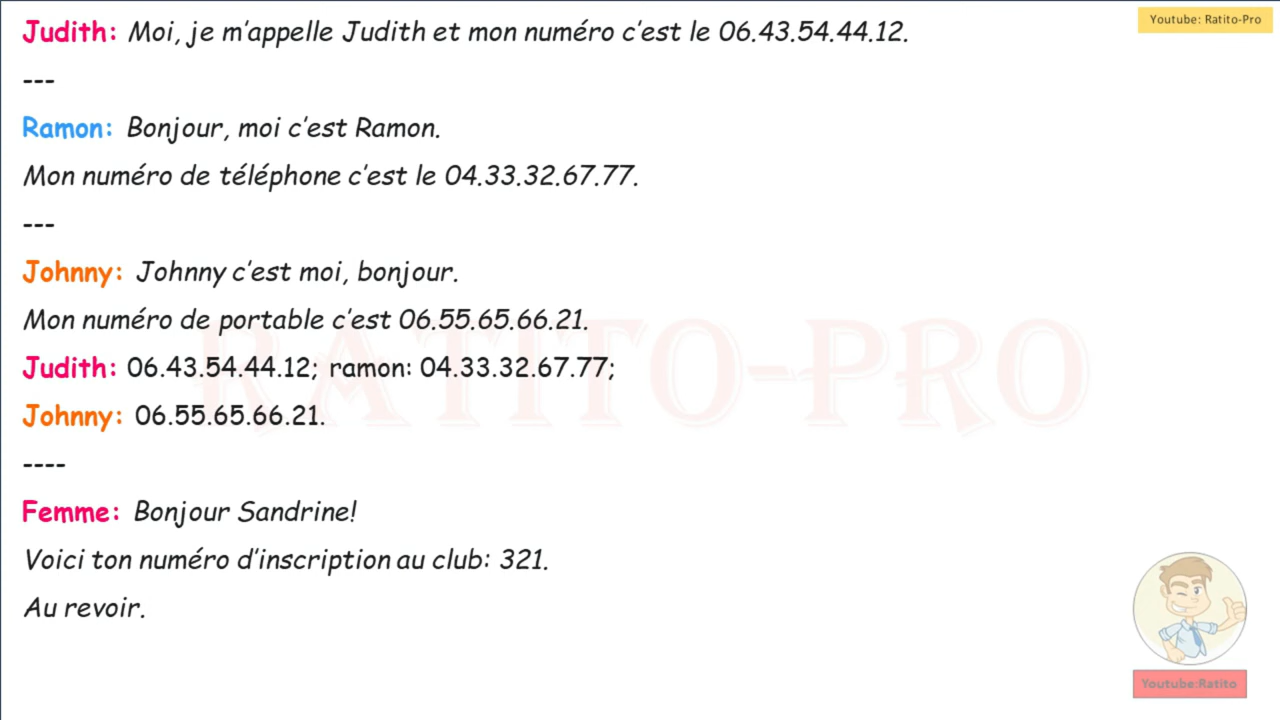 Youtube: Ratito-Pro
Judith: Moi, je m'appelle Judith et mon numéro c'est le 06.43.54.44.12.
---
Ramon: Bonjour, moi c'est Ramon.
Mon numéro de téléphone c'est le 04.33.32.67.77.
---
Johnny: Johnny c'est moi, bonjour.
Mon numéro de portable c'est 06.55.65.66.21.
RATITO-PRO
Judith: 06.43.54.44.12; ramon: 04.33.32.67.77;
Johnny: 06.55.65.66.21.
----
Femme: Bonjour Sandrine!
Voici ton numéro d'inscription au club: 321.
Au revoir.
Youtube:Ratito